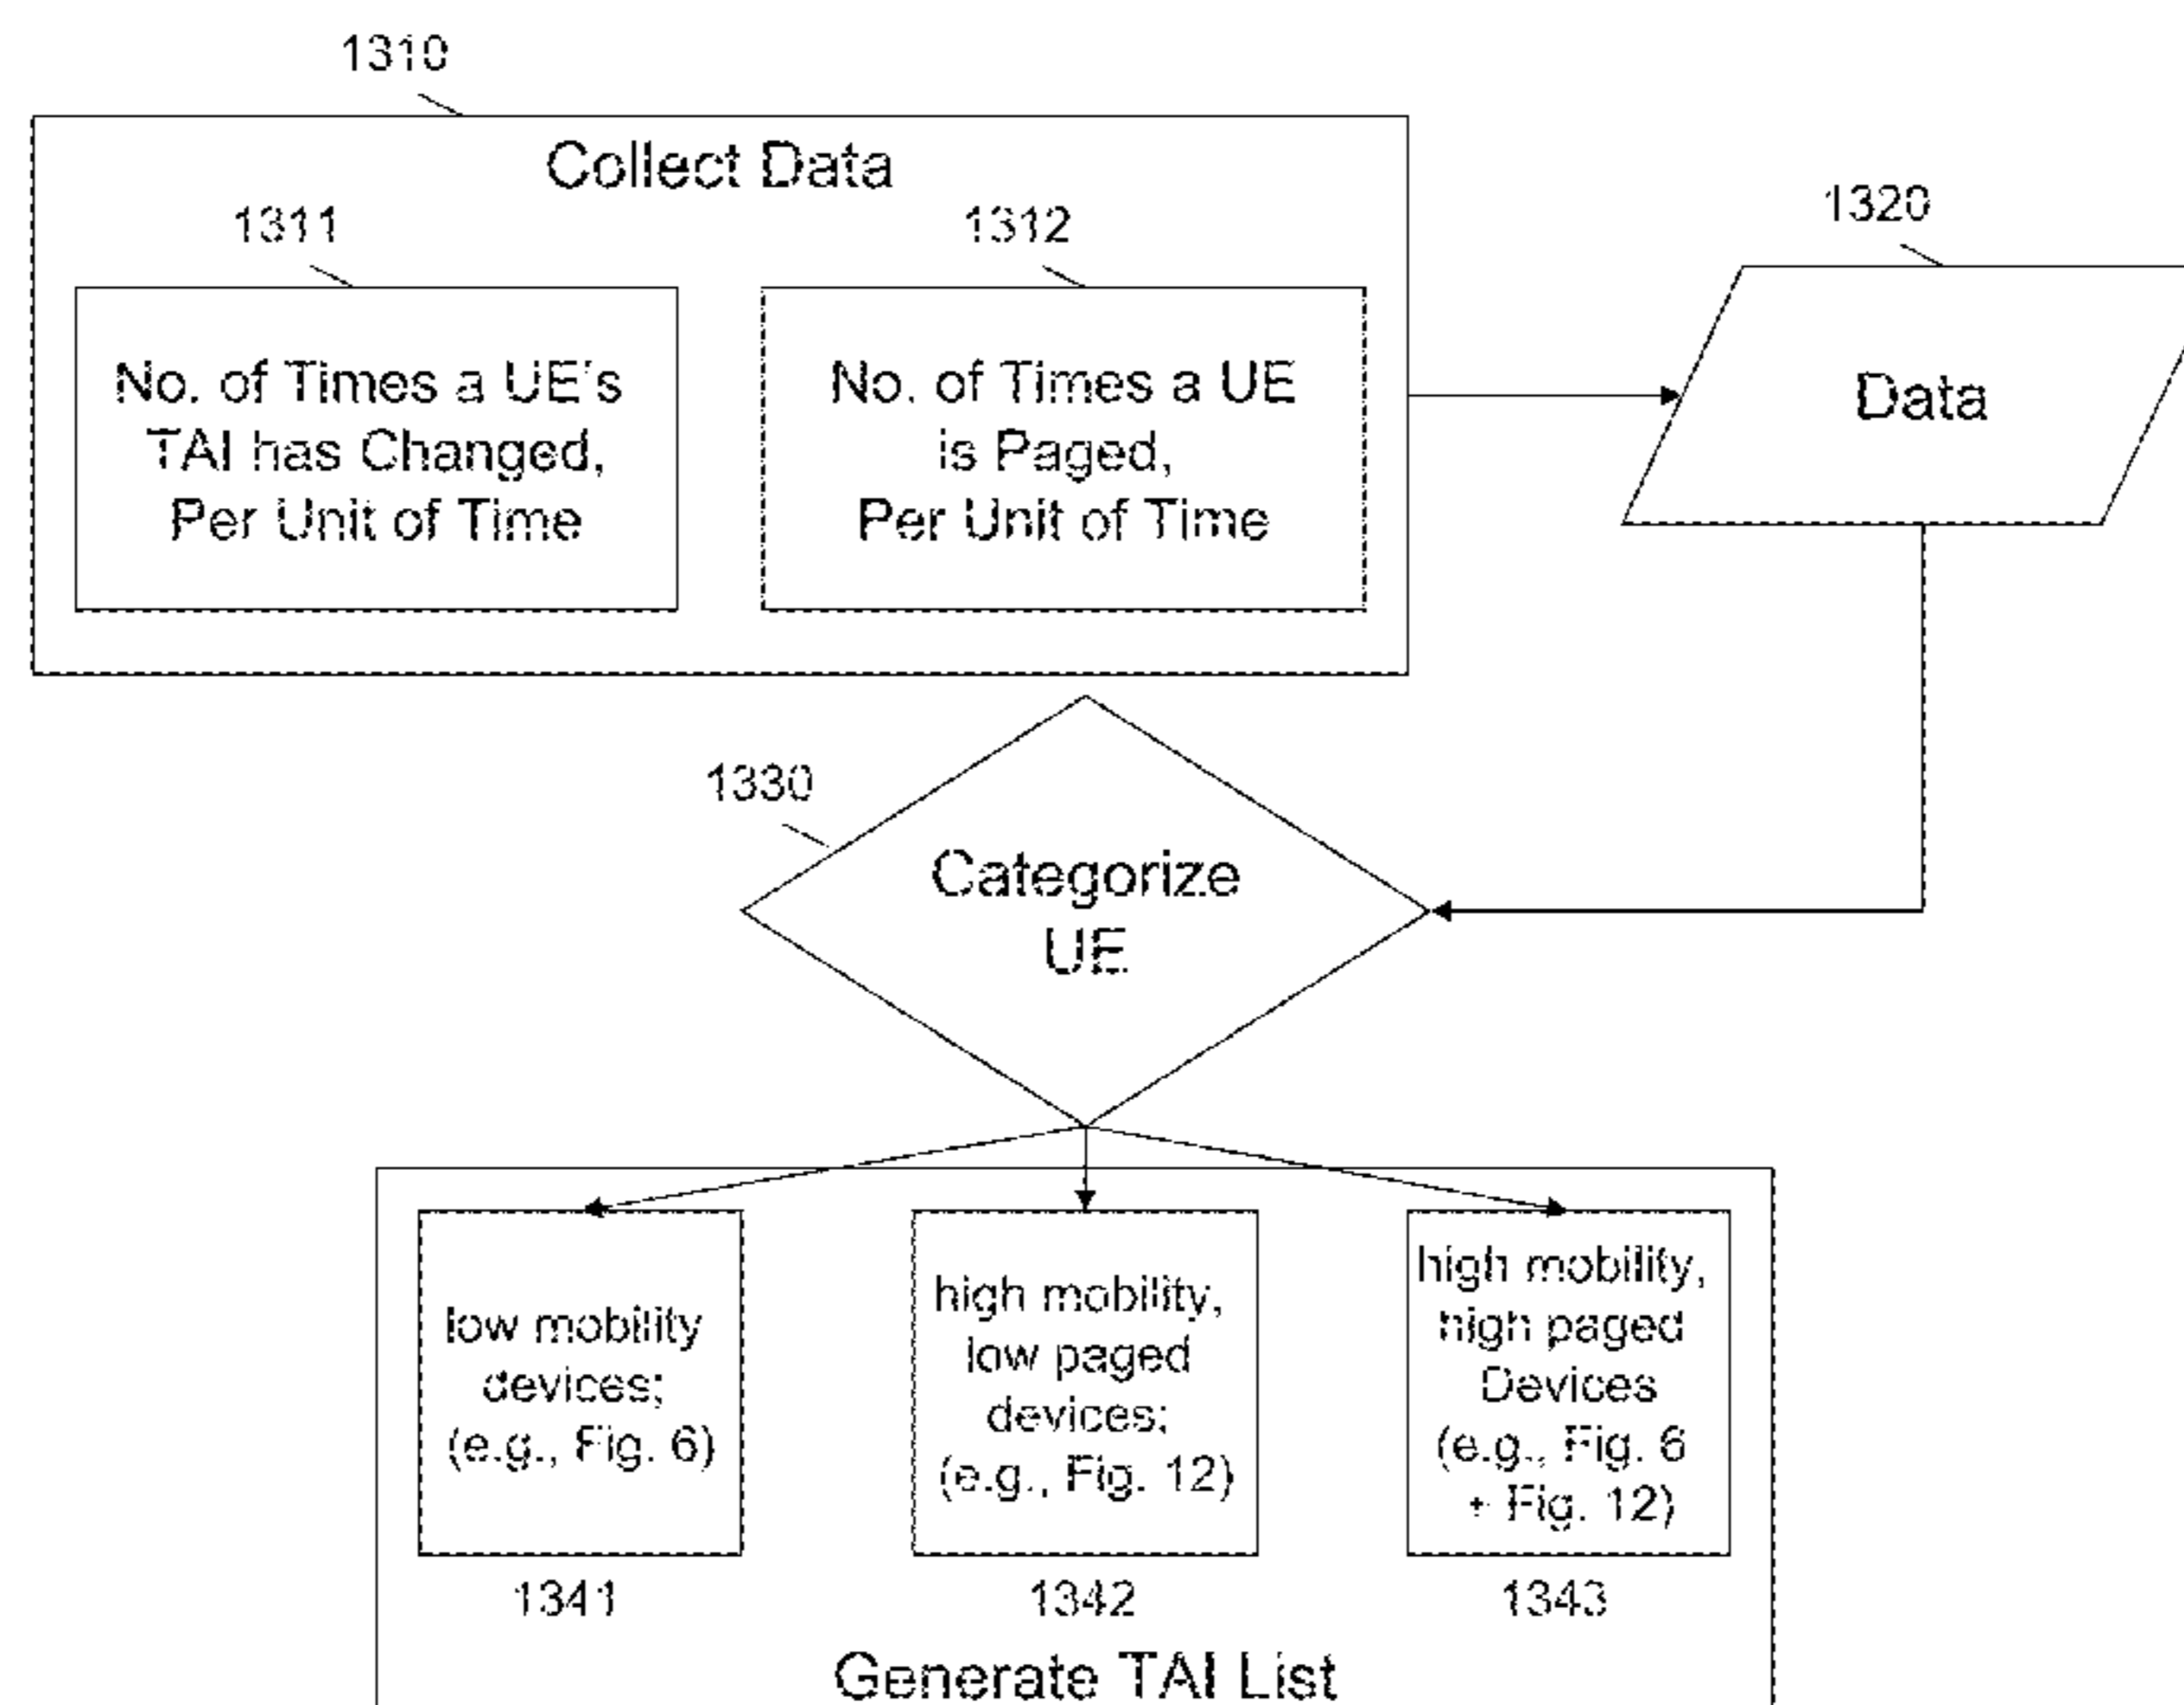 1310
Collect Data
1311
1312
1320
No. of Times a UE's
TAI has Changed,
Per Unit of Time
No. of Times a UE
is Paged,
Per Unit of Time
Data
1330
Categorize
UE
low mobility
devices;
(e.g., Fig. 6)
high mobility,
low paged
devices;
(e.g., Fig. 12)
high mobility,
high paged
Devices
(e.g., Fig. 6
+ Fig. 12)
1341
1342
1343
Generate TAI List